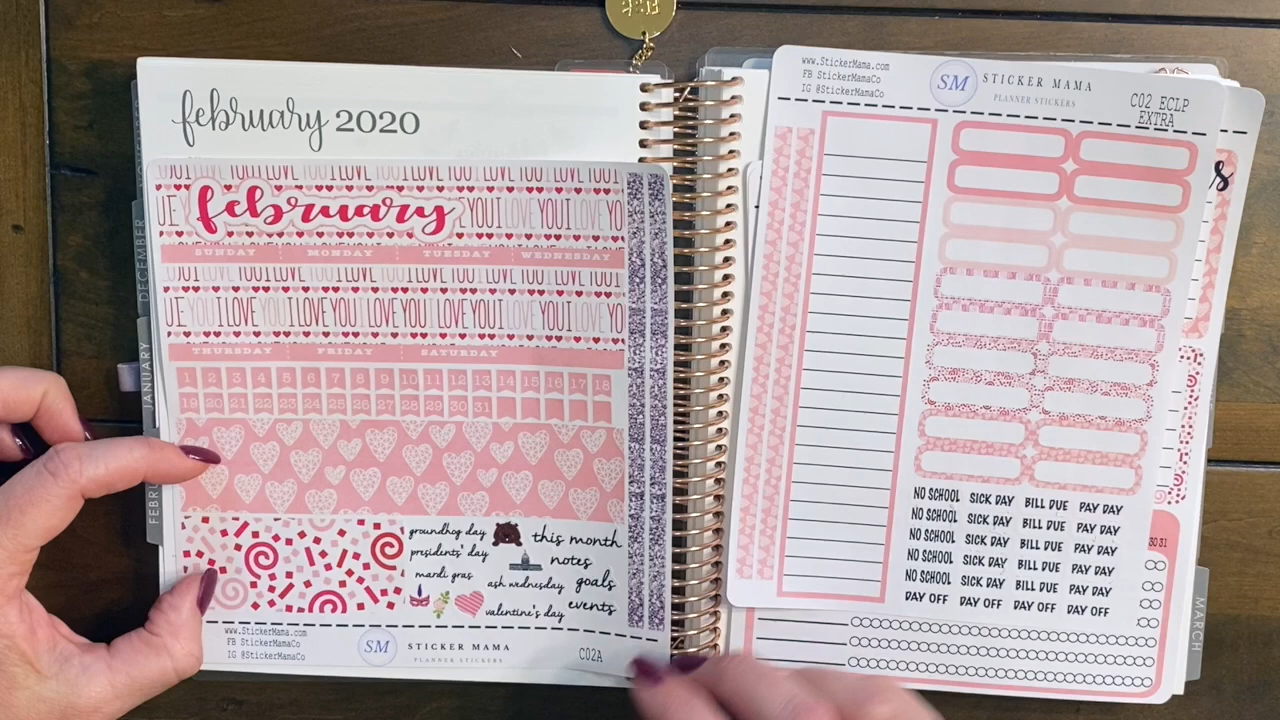 february 2020
february
SUNDAY MONDAY TUESDAY WEDNESDAY
YOU I LOVE YOU I LOVE YOU I LOVE YOU I LOVE
THURSDAY FRIDAY SATURDAY
1 2 3 4 5 6 7 8 9 10 11 12 13 14 15 16 17 18
19 20 21 22 23 24 25 26 27 28 29 30 31
groundhog day
this month
presidents' day
notes
mardi gras
ash wednesday
goals
valentine's day
events
www.StickerMama.com
FB StickerMamaCo
IG @StickerMamaCo
SM
STICKER MAMA
PLANNER STICKERS
C02A
DECEMBER
JANUARY
FEBRU
www.StickerMama.com
FB StickerMamaCo
IG @StickerMamaCo
SM
STICKER MAMA
PLANNER STICKERS
C02 ECLP
EXTRA
NO SCHOOL SICK DAY BILL DUE PAY DAY
NO SCHOOL SICK DAY BILL DUE PAY DAY
NO SCHOOL SICK DAY BILL DUE PAY DAY
NO SCHOOL SICK DAY BILL DUE PAY DAY
NO SCHOOL SICK DAY BILL DUE PAY DAY
DAY OFF DAY OFF DAY OFF DAY OFF
30 31
MARCH